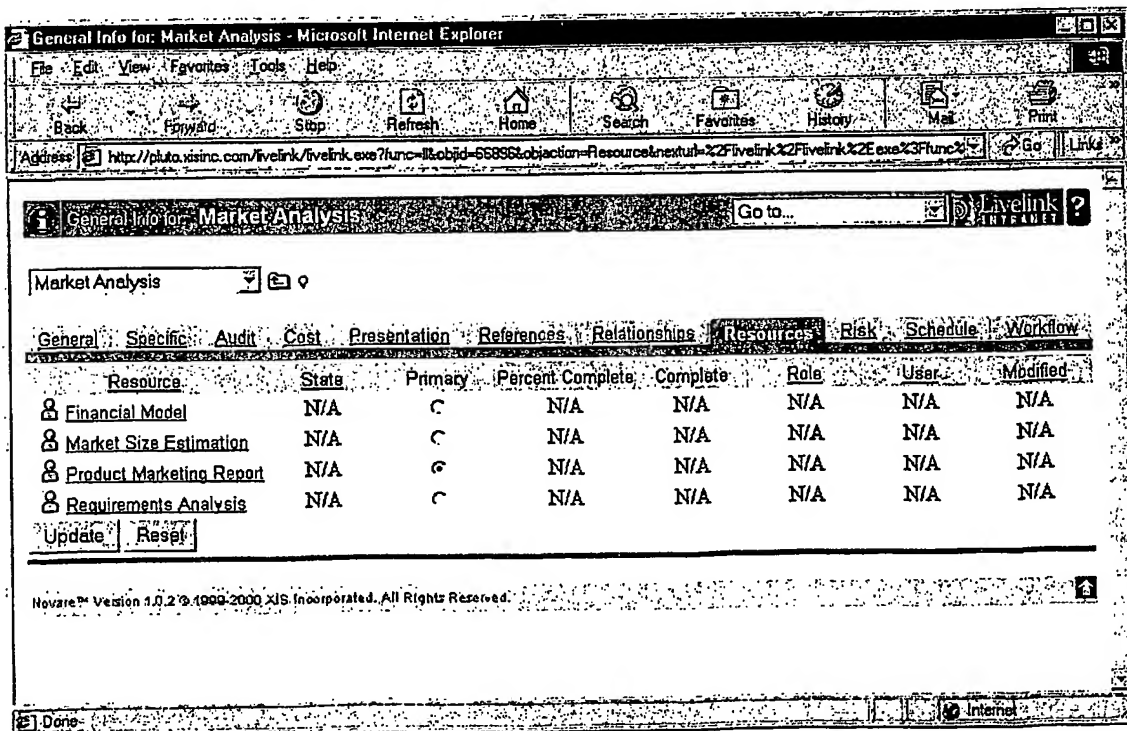 General Info for: Market Analysis - Microsoft Internet Explorer
File Edit View Favorites Tools Help
Back Forward Stop Refresh Home Search Favorites History Mail Print
Address http://pluto.xisinc.com/livelink/livelink.exe?func=ll&objid=66896&objaction=Resource&nexturl=%2Flivelink%2Flivelink%2Eexe%3Ffunc% Go Links
General Info for: Market Analysis Go to... Livelink INTRANET ?
Market Analysis
General Specific Audit Cost Presentation References Relationships Resources Risk Schedule Workflow
Resource State Primary Percent Complete Complete Role User Modified
Financial Model N/A N/A N/A N/A N/A N/A
Market Size Estimation N/A N/A N/A N/A N/A N/A
Product Marketing Report N/A N/A N/A N/A N/A N/A
Requirements Analysis N/A N/A N/A N/A N/A N/A
Update Reset
Novare™ Version 1.0.2 © 1999-2000 XIS Incorporated. All Rights Reserved.
Done Internet